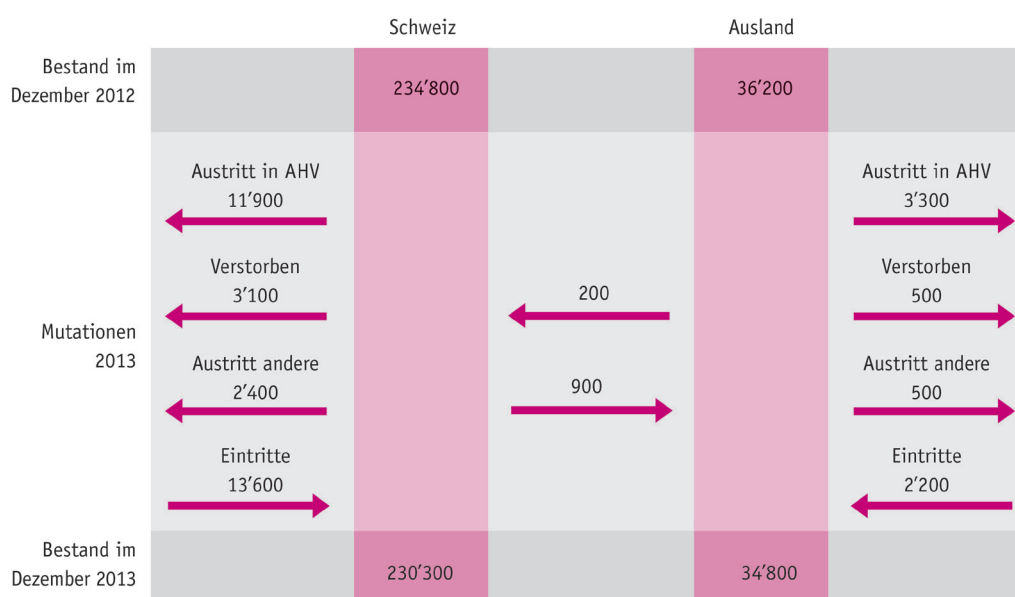 Schweiz Ausland
Bestand im
Dezember 2012
234’800 36’200
Austritt in AHV
11’900
Austritt in AHV
3’300
Verstorben
3’100
200
Verstorben
500
Mutationen
2013
Austritt andere
2’400
900
Austritt andere
500
Eintritte
13’600
Eintritte
2’200
Bestand im
Dezember 2013
230’300 34’800